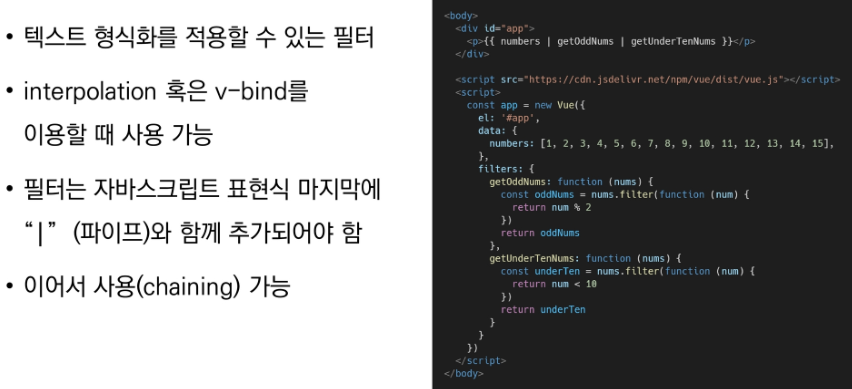 • 텍스트 형식화를 적용할 수 있는 필터
• interpolation 혹은 v-bind를
이용할 때 사용 가능
• 필터는 자바스크립트 표현식 마지막에
“|” (파이프)와 함께 추가되어야 함
• 이어서 사용(chaining) 가능
<body>
  <div id="app">
    <p>{{ numbers | getOddNums | getUnderTenNums }}</p>
  </div>

  <script src="https://cdn.jsdelivr.net/npm/vue/dist/vue.js"></script>
  <script>
    const app = new Vue({
      el: '#app',
      data: {
        numbers: [1, 2, 3, 4, 5, 6, 7, 8, 9, 10, 11, 12, 13, 14, 15],
      },
      filters: {
        getOddNums: function (nums) {
          const oddNums = nums.filter(function (num) {
            return num % 2
          })
          return oddNums
        },
        getUnderTenNums: function (nums) {
          const underTen = nums.filter(function (num) {
            return num < 10
          })
          return underTen
        }
      }
    })
  </script>
</body>